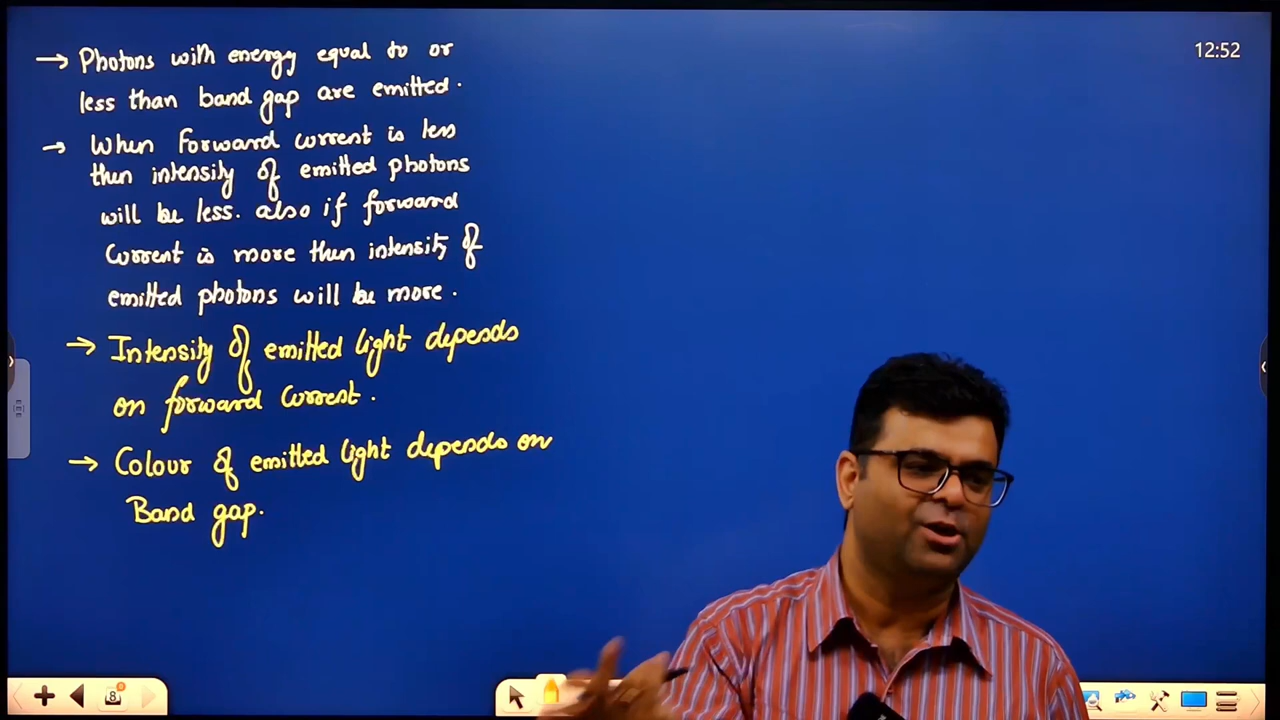 → Photons with energy equal to or
less than band gap are emitted.
→ When Forward current is less
then intensity of emitted photons
will be less. also if forward
Current is more then intensity of
emitted photons will be more.
→ Intensity of emitted light depends
on forward current.
→ Colour of emitted light depends on
Band gap.
12:52
8